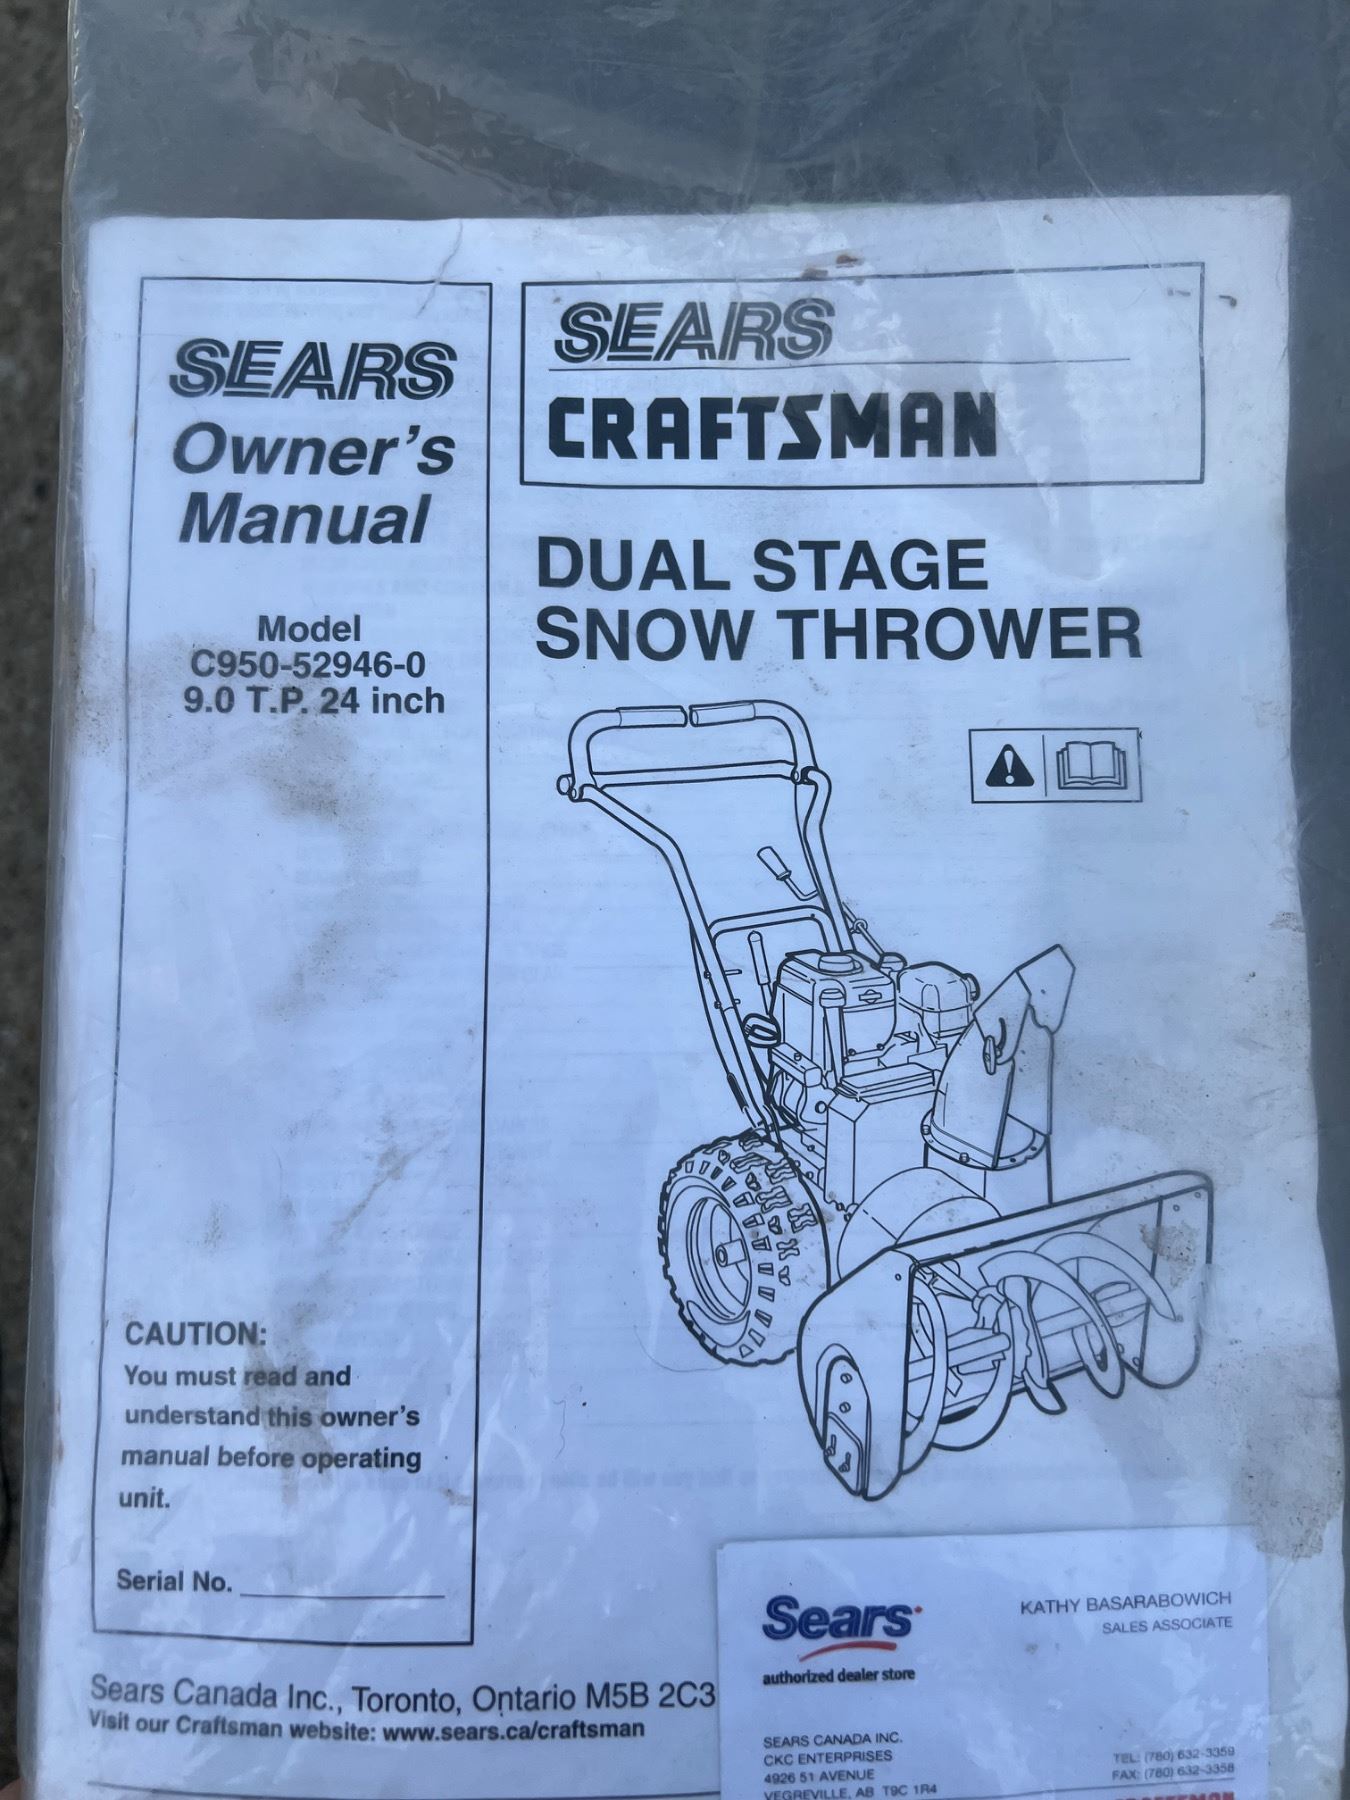 SEARS
Owner's
Manual
Model
C950-52946-0
9.0 T.P. 24 inch
CAUTION:
You must read and
understand this owner's
manual before operating
unit.
Serial No.
SEARS
CRAFTSMAN
DUAL STAGE
SNOW THROWER
Sears Canada Inc., Toronto, Ontario M5B 2C3
Visit our Craftsman website: www.sears.ca/craftsman
Sears
authorized dealer store
KATHY BASARABOWICH
SALES ASSOCIATE
SEARS CANADA INC.
CKC ENTERPRISES
4926 51 AVENUE
VEGREVILLE, AB T9C 1R4
TEL: (780) 632-3359
FAX: (780) 632-3358
CRAFTSMAN